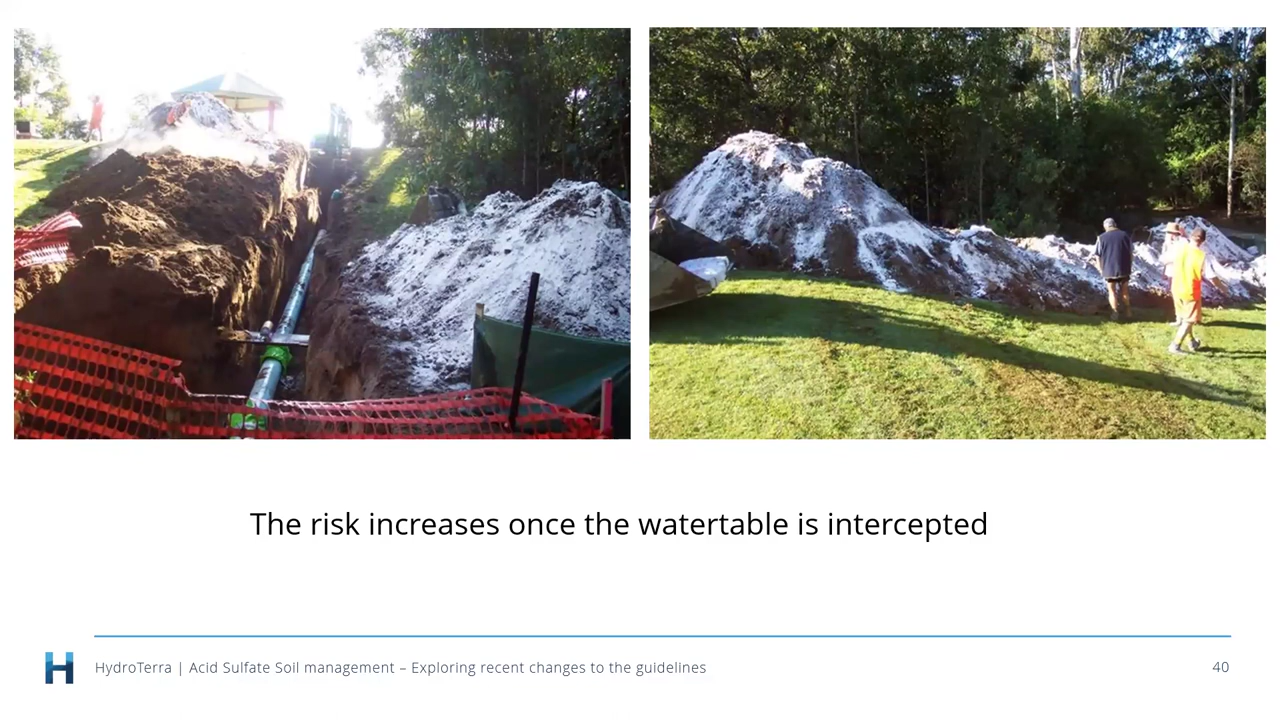 The risk increases once the watertable is intercepted
HydroTerra | Acid Sulfate Soil management – Exploring recent changes to the guidelines
40